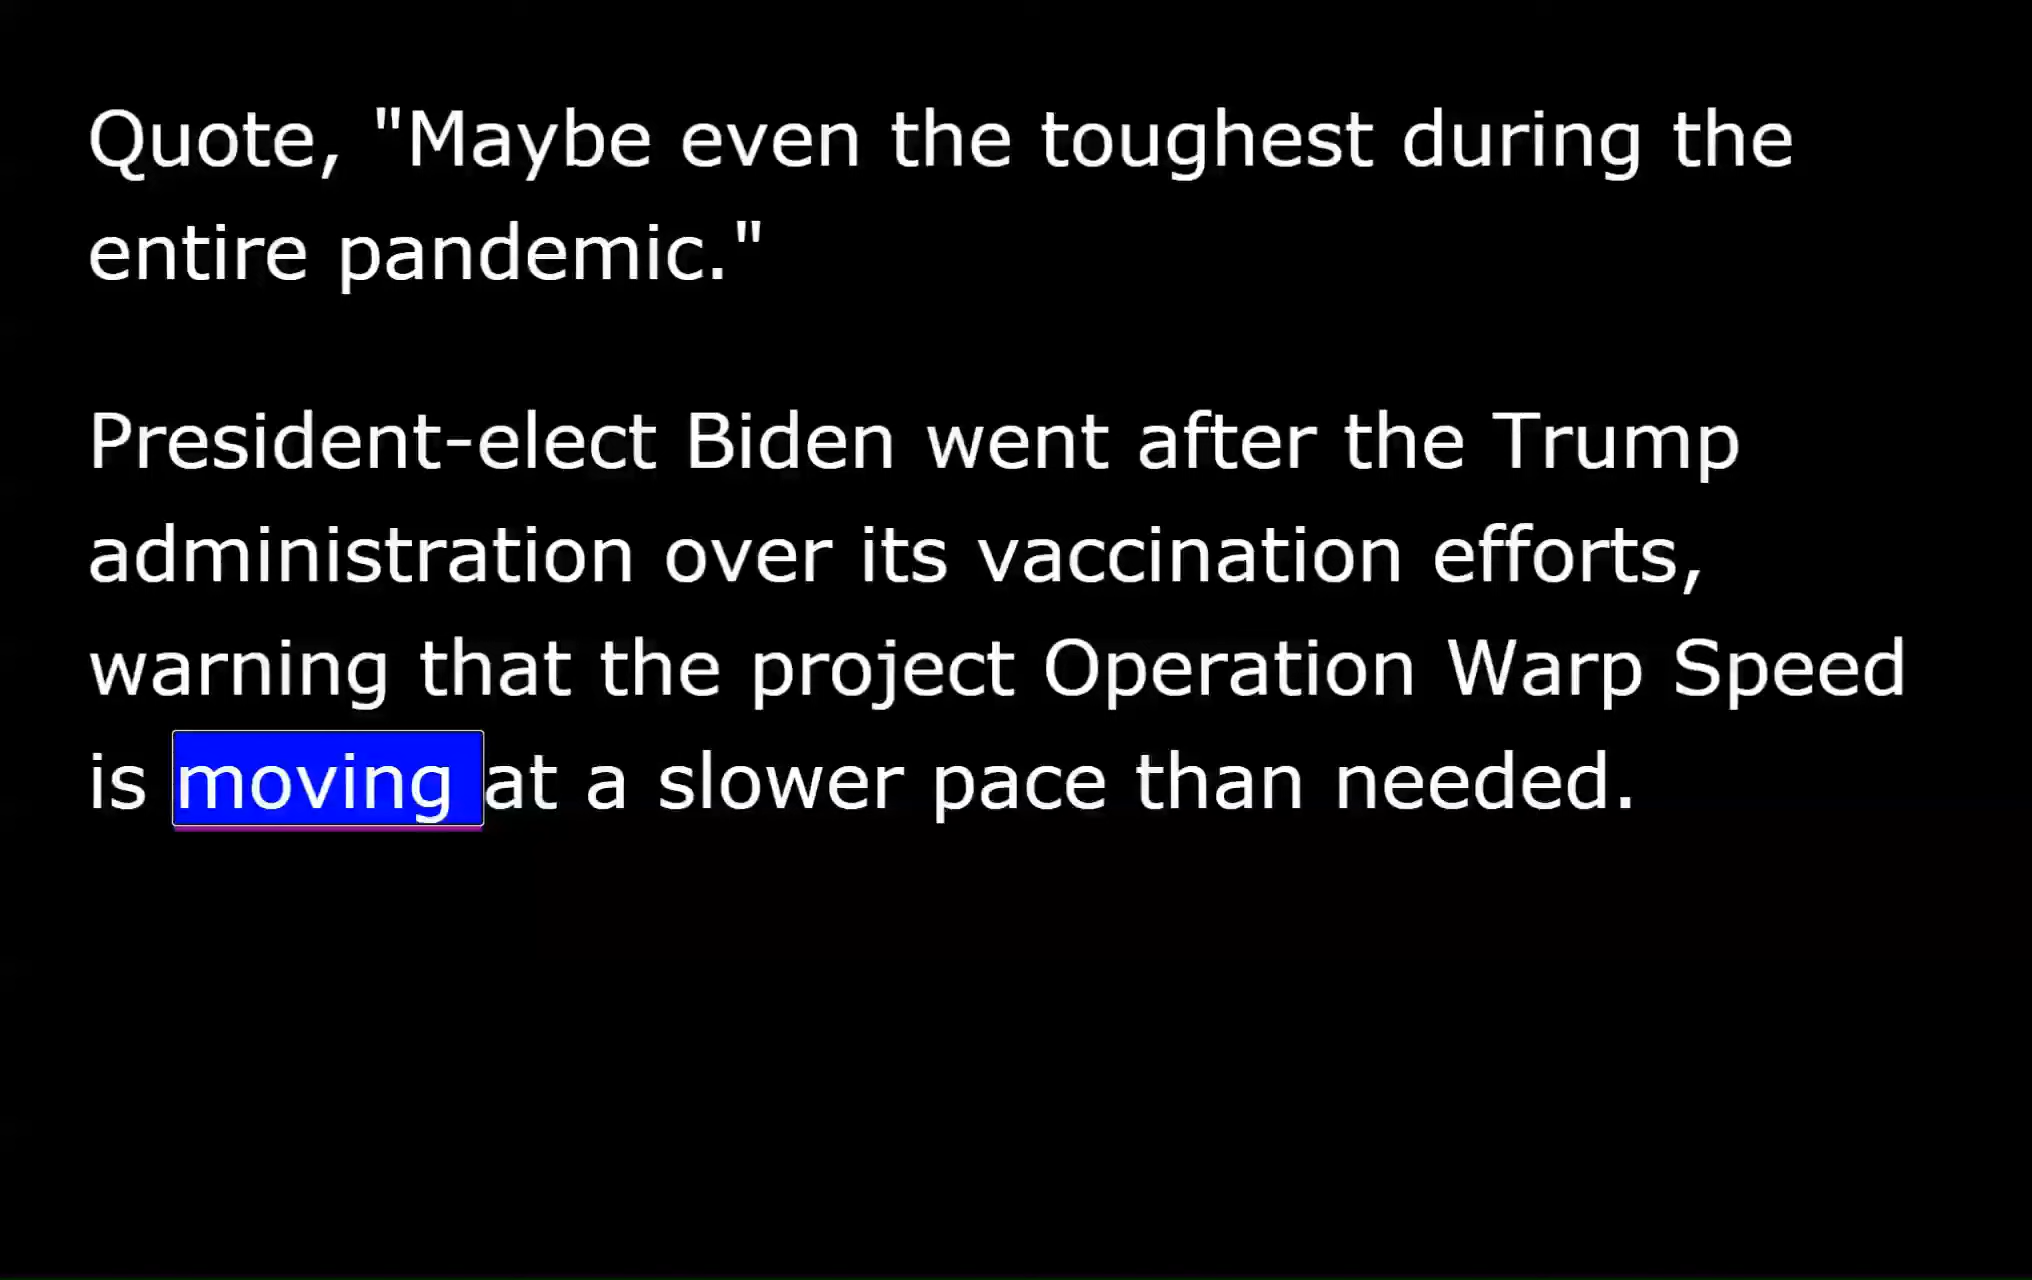 Quote, "Maybe even the toughest during the
entire pandemic."
President-elect Biden went after the Trump
administration over its vaccination efforts,
warning that the project Operation Warp Speed
is moving at a slower pace than needed.